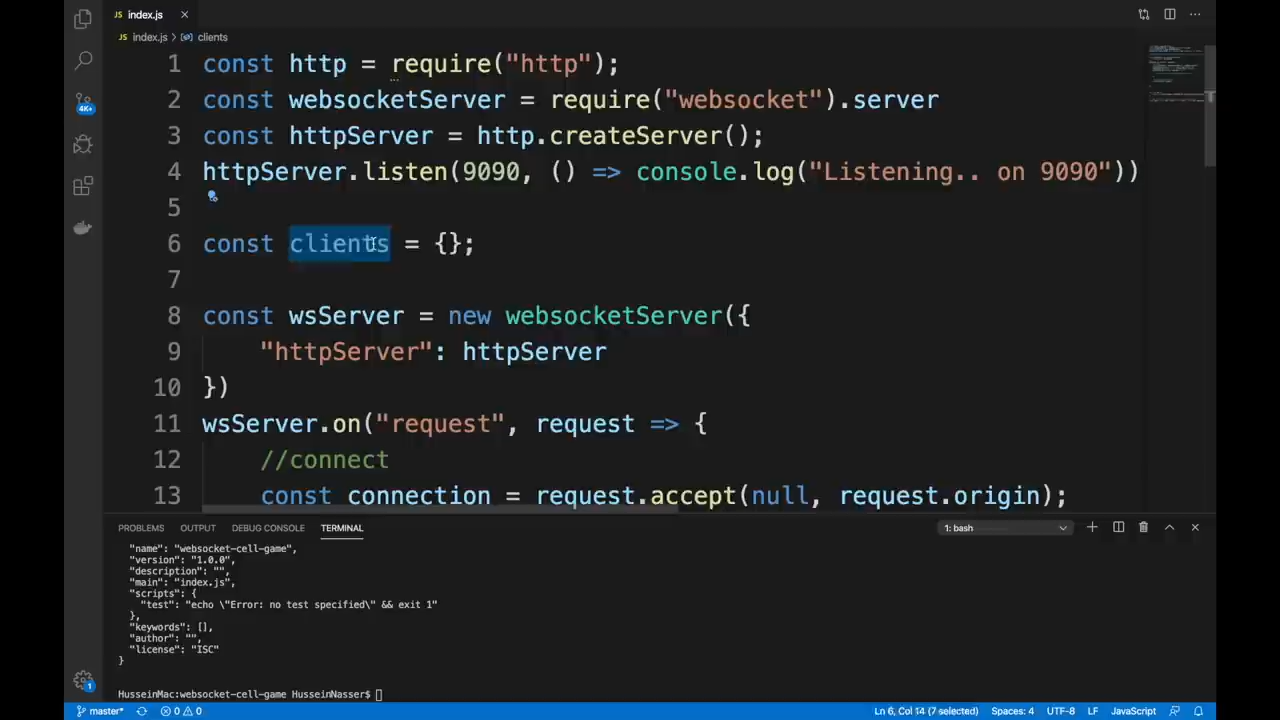 index.js
index.js > clients
1 const http = require("http");
2 const websocketServer = require("websocket").server
3 const httpServer = http.createServer();
4 httpServer.listen(9090, () => console.log("Listening.. on 9090"))
5
6 const clients = {};
7
8 const wsServer = new websocketServer({
9 "httpServer": httpServer
10 })
11 wsServer.on("request", request => {
12 //connect
13 const connection = request.accept(null, request.origin);
4K+
PROBLEMS OUTPUT DEBUG CONSOLE TERMINAL 1: bash
"name": "websocket-cell-game",
"version": "1.0.0",
"description": "",
"main": "index.js",
"scripts": {
"test": "echo \"Error: no test specified\" && exit 1"
},
"keywords": [],
"author": "",
"license": "ISC"
}
HusseinMac:websocket-cell-game HusseinNasser$
1
master* 0 0 Ln 6, Col 14 (7 selected) Spaces: 4 UTF-8 LF JavaScript